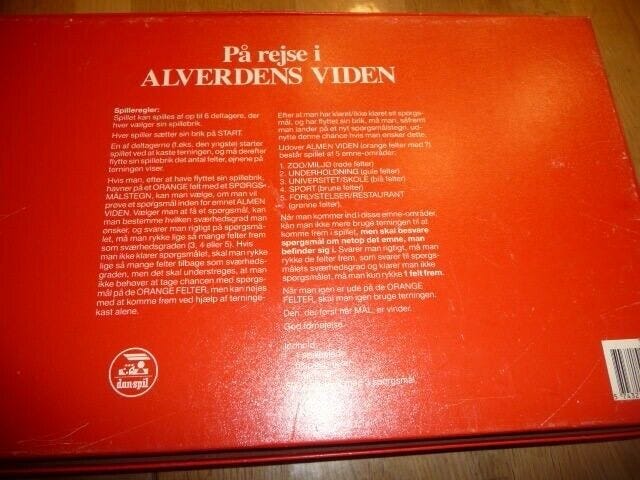 På rejse i
ALVERDENS VIDEN
Spilleregler:
Spillet kan spilles af op til 6 deltagere, der
hver vælger sin spillebrik.
Hver spiller sætter sin brik på START.
En af deltagerne (f.eks. den yngste) starter
spillet ved at kaste terningen, og må derefter
flytte sin spillebrik det antal felter, øjnene på
terningen viser.
Hvis man, efter at have flyttet sin spillebrik,
havner på et ORANGE felt med et SPØRGS-
MÅLSTEGN, kan man vælge, om man vil
prøve et spørgsmål inden for emnet ALMEN
VIDEN. Vælger man at få et spørgsmål, kan
man bestemme hvilken sværhedsgrad man
ønsker, og svarer man rigtigt på spørgsmå-
let, må man rykke lige så mange felter frem
som sværhedsgraden (3, 4 eller 5). Hvis
man ikke klarer spørgsmålet, skal man rykke
lige så mange felter tilbage som sværheds-
graden, men det skal understreges, at man
ikke behøver at tage chancen med spørgs-
mål på de ORANGE FELTER, men kan nøjes
med at komme frem ved hjælp af terninge-
kast alene.
dan-spil
Efter at man har klaret/ikke klaret sit spørgs-
mål, og har flyttet sin brik, må man, såfremt
man lander på et nyt spørgsmålstegn, ud-
nytte denne chance hvis man ønsker dette.
Udover ALMEN VIDEN (orange felter med ?)
består spillet af 5 emne-områder:
1. ZOO/MILJØ (røde felter)
2. UNDERHOLDNING (gule felter)
3. UNIVERSITET/SKOLE (blå felter)
4. SPORT (brune felter)
5. FORLYSTELSER/RESTAURANT
(grønne felter).
Når man kommer ind i disse emne-områder,
kan man ikke mere bruge terningen til at
komme frem i spillet, men skal besvare
spørgsmål om netop det emne, man
befinder sig i. Svarer man rigtigt, må man
rykke de felter frem, som svarer til spørgs-
målets sværhedsgrad og klarer man ikke
spørgsmålet, må man kun rykke 1 felt frem.
Når man igen er ude på de ORANGE
FELTER, skal man igen bruge terningen.
Den, der først når MÅL, er vinder.
God fornøjelse.
Indhold:
1 spilleplade
med spørgsmål